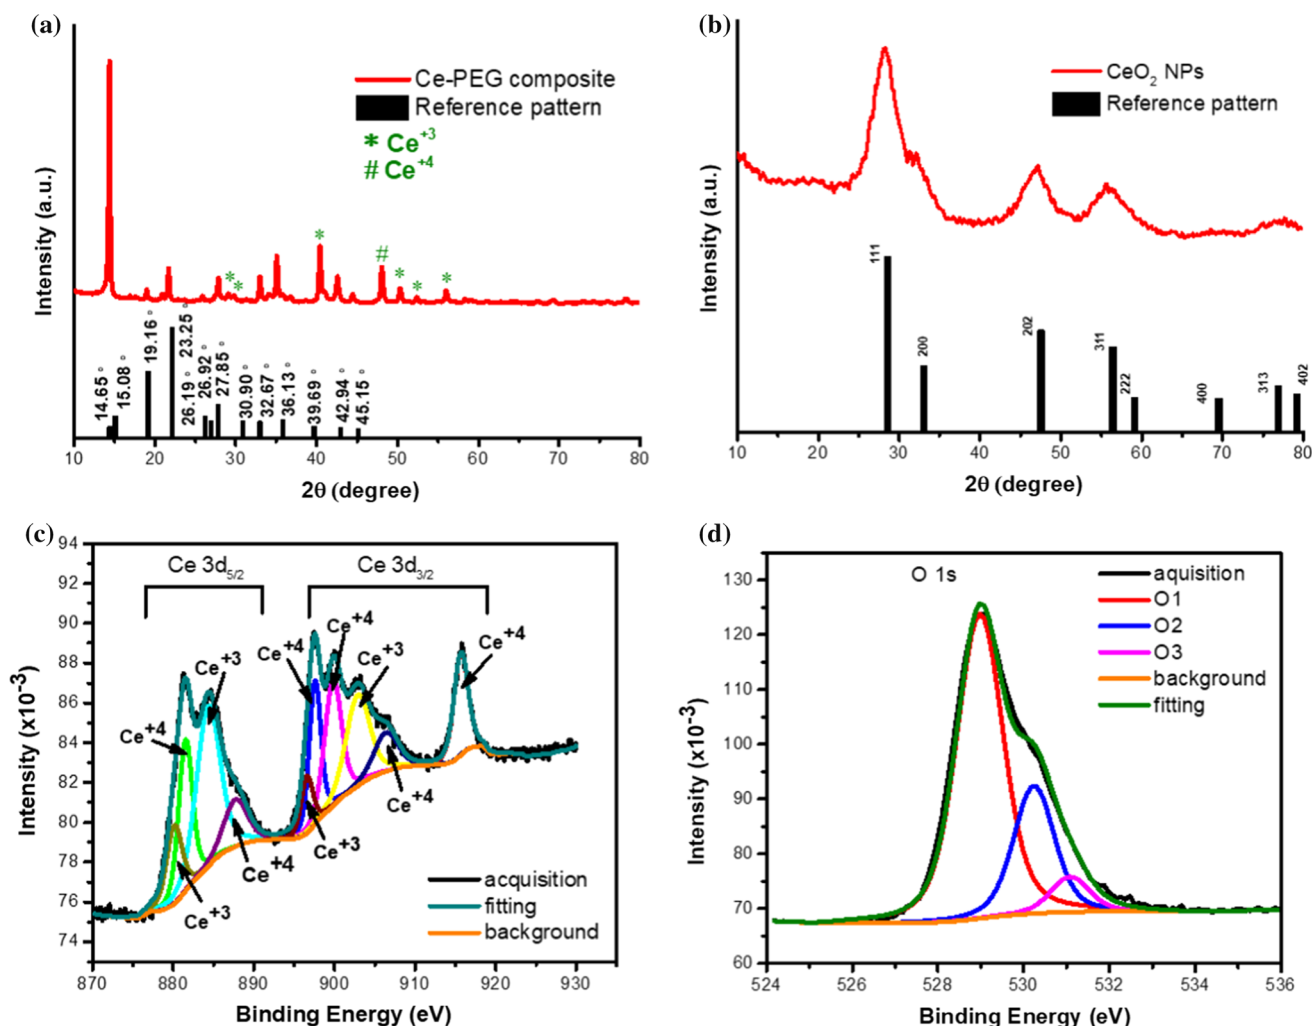 (a)
Ce-PEG composite
Reference pattern
* Ce+3
# Ce+4
* * * # * * *
Intensity (a.u.)
14.65°
15.08°
19.16°
23.25°
26.19°
26.92°
27.85°
30.90°
32.67°
36.13°
39.69°
42.94°
45.15°
10 20 30 40 50 60 70 80
2θ (degree)
(b)
CeO2 NPs
Reference pattern
Intensity (a.u.)
111
200
202
311
222
400
313
402
10 20 30 40 50 60 70 80
2θ (degree)
(c)
94
92
90
88
86
84
82
80
78
76
74
Intensity (x10-3)
Ce 3d5/2
Ce 3d3/2
Ce+4
Ce+3
Ce+3
Ce+4
Ce+4
Ce+4
Ce+3
Ce+3
Ce+4
Ce+4
acquisition
fitting
background
870 880 890 900 910 920 930
Binding Energy (eV)
(d)
O 1s
aquisition
O1
O2
O3
background
fitting
130
120
110
100
90
80
70
60
Intensity (x10-3)
524 526 528 530 532 534 536
Binding Energy (eV)